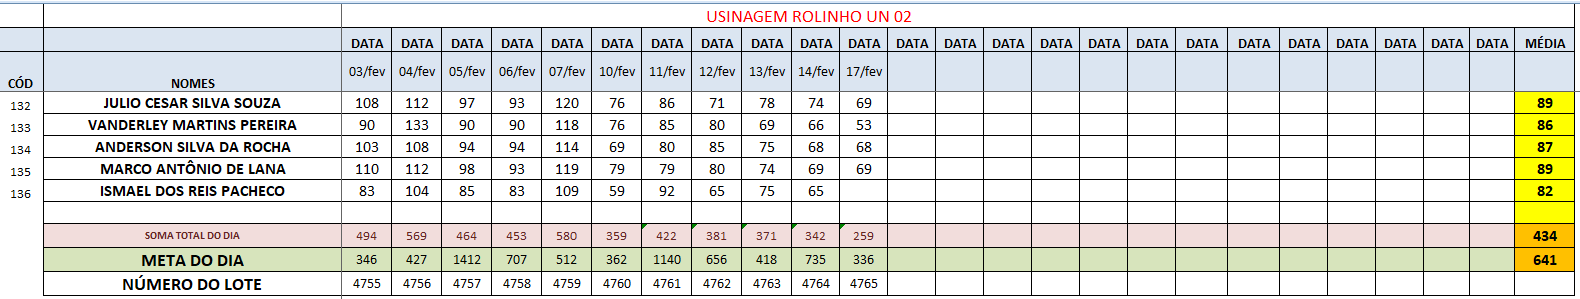 USINAGEM ROLINHO UN 02
DATA DATA DATA DATA DATA DATA DATA DATA DATA DATA DATA DATA DATA DATA DATA DATA DATA DATA DATA DATA DATA DATA DATA DATA MÉDIA
CÓD NOMES 03/fev 04/fev 05/fev 06/fev 07/fev 10/fev 11/fev 12/fev 13/fev 14/fev 17/fev
132 JULIO CESAR SILVA SOUZA 108 112 97 93 120 76 86 71 78 74 69 89
133 VANDERLEY MARTINS PEREIRA 90 133 90 90 118 76 85 80 69 66 53 86
134 ANDERSON SILVA DA ROCHA 103 108 94 94 114 69 80 85 75 68 68 87
135 MARCO ANTÔNIO DE LANA 110 112 98 93 119 79 79 80 74 69 69 89
136 ISMAEL DOS REIS PACHECO 83 104 85 83 109 59 92 65 75 65 82
SOMA TOTAL DO DIA 494 569 464 453 580 359 422 381 371 342 259 434
META DO DIA 346 427 1412 707 512 362 1140 656 418 735 336 641
NÚMERO DO LOTE 4755 4756 4757 4758 4759 4760 4761 4762 4763 4764 4765